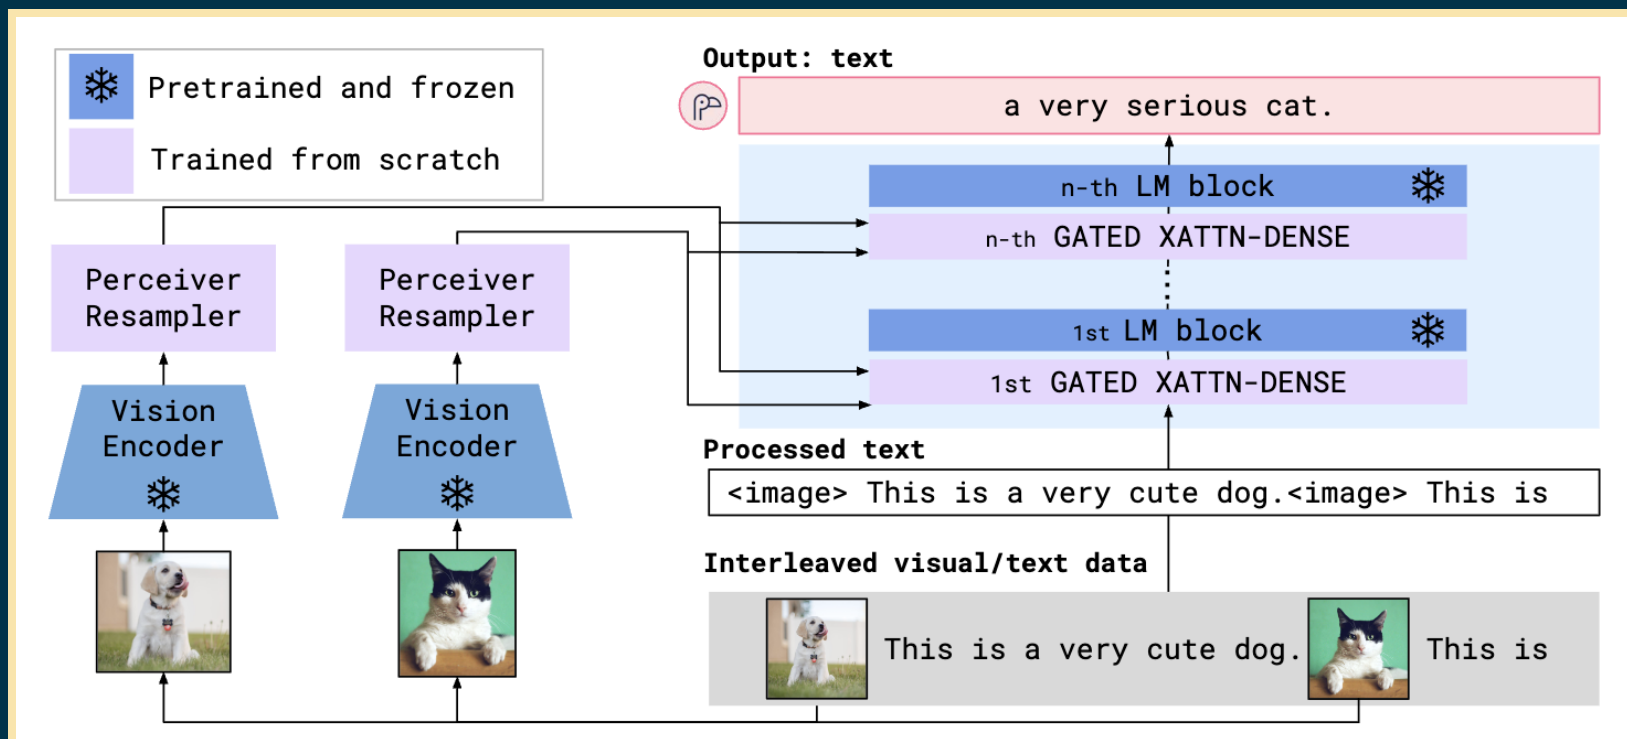 Pretrained and frozen
Trained from scratch
Perceiver
Resampler
Perceiver
Resampler
Vision
Encoder
Vision
Encoder
Output: text
a very serious cat.
n-th LM block
n-th GATED XATTN-DENSE
1st LM block
1st GATED XATTN-DENSE
Processed text
<image> This is a very cute dog.<image> This is
Interleaved visual/text data
This is a very cute dog.
This is